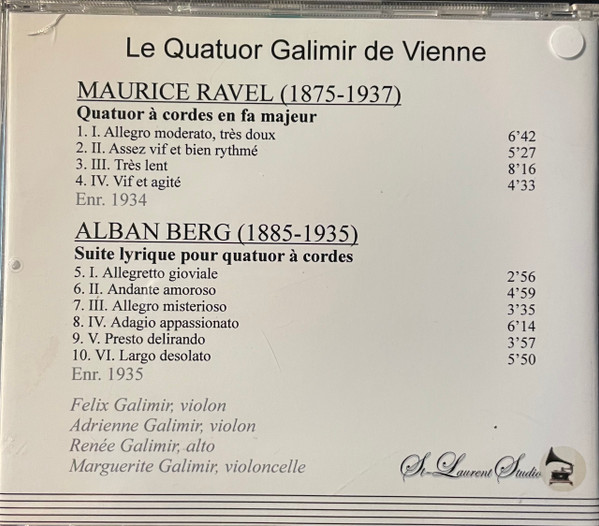 Le Quatuor Galimir de Vienne
MAURICE RAVEL (1875-1937)
Quatuor à cordes en fa majeur
1. I. Allegro moderato, très doux 6’42
2. II. Assez vif et bien rythmé 5’27
3. III. Très lent 8’16
4. IV. Vif et agité 4’33
Enr. 1934
ALBAN BERG (1885-1935)
Suite lyrique pour quatuor à cordes
5. I. Allegretto gioviale 2’56
6. II. Andante amoroso 4’59
7. III. Allegro misterioso 3’35
8. IV. Adagio appassionato 6’14
9. V. Presto delirando 3’57
10. VI. Largo desolato 5’50
Enr. 1935
Felix Galimir, violon
Adrienne Galimir, violon
Renée Galimir, alto
Marguerite Galimir, violoncelle
St-Laurent Studio